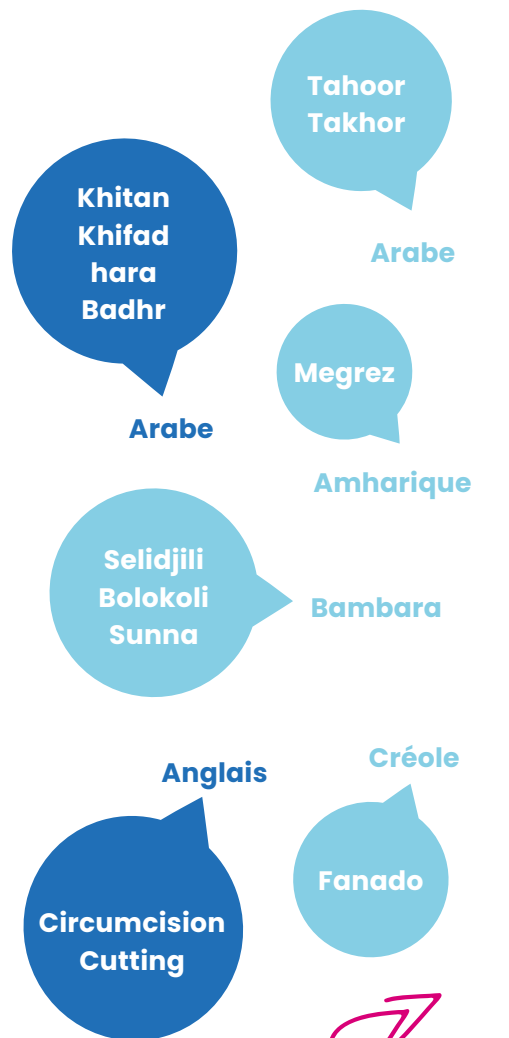 Tahoor
Takhor
Arabe
Khitan
Khifad
hara
Badhr
Arabe
Megrez
Amharique
Selidjili
Bolokoli
Sunna
Bambara
Anglais
Circumcision
Cutting
Créole
Fanado